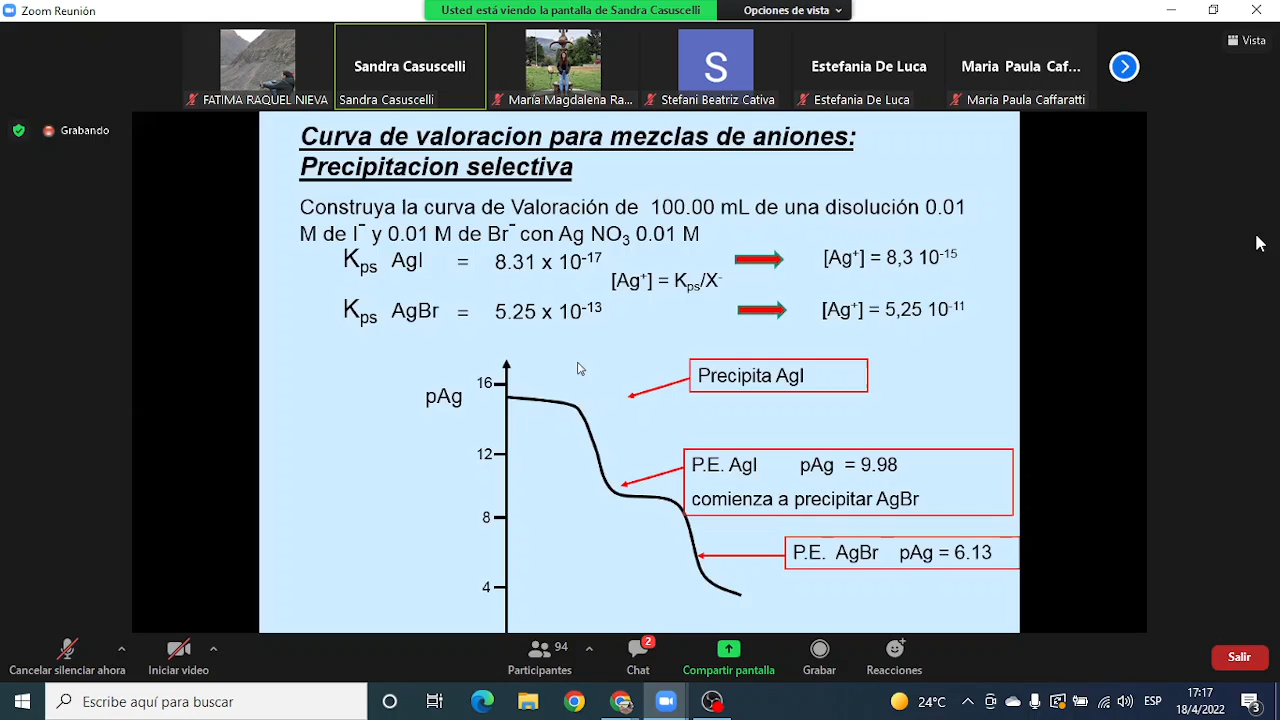 Zoom Reunión
Usted está viendo la pantalla de Sandra Casuscelli
Opciones de vista
Vista
Sandra Casuscelli
S
Estefania De Luca
Maria Paula Caf...
FATIMA RAQUEL NIEVA
Sandra Casuscelli
María Magdalena Ra...
Stefani Beatriz Cativa
Estefania De Luca
Maria Paula Caffaratti
Grabando
Curva de valoracion para mezclas de aniones:
Precipitacion selectiva
Construya la curva de Valoración de 100.00 mL de una disolución 0.01
M de I⁻ y 0.01 M de Br⁻ con Ag NO₃ 0.01 M
Kps AgI = 8.31 x 10⁻¹⁷
[Ag⁺] = 8,3 10⁻¹⁵
[Ag⁺] = Kps/X⁻
Kps AgBr = 5.25 x 10⁻¹³
[Ag⁺] = 5,25 10⁻¹¹
pAg
16
12
8
4
Precipita AgI
P.E. AgI pAg = 9.98
comienza a precipitar AgBr
P.E. AgBr pAg = 6.13
Cancelar silenciar ahora
Iniciar video
94
Participantes
2
Chat
Compartir pantalla
Grabar
Reacciones
Salir
Escribe aquí para buscar
24°C
ESP
17:17
18/4/2022
3